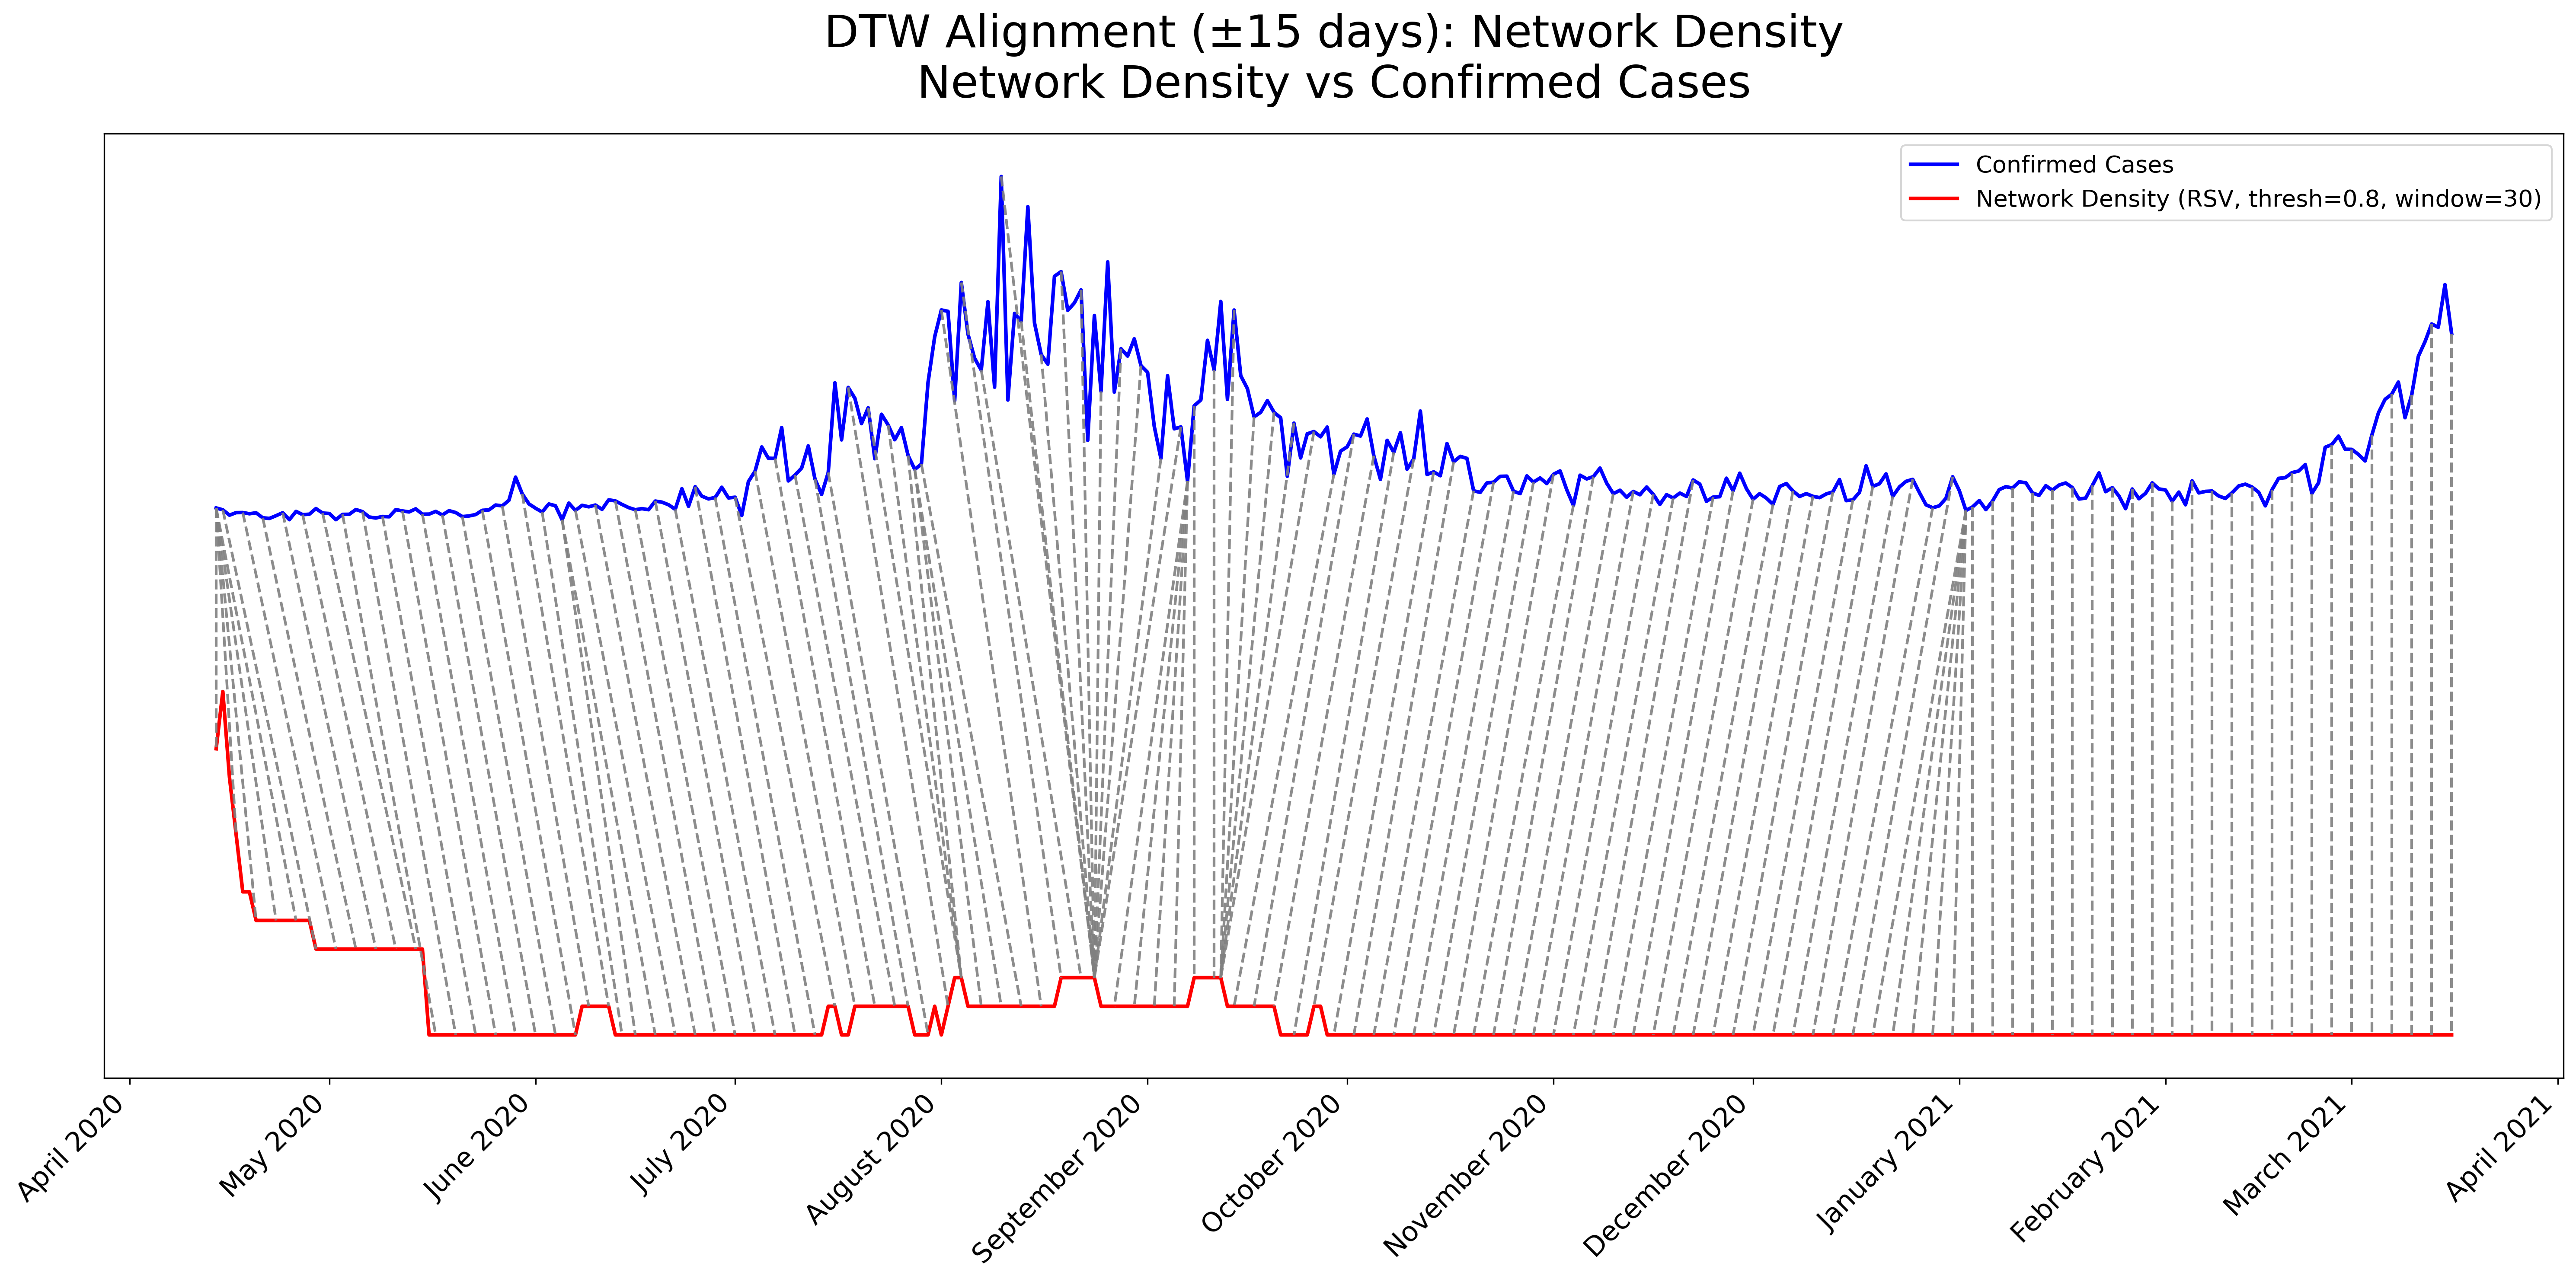 DTW Alignment (±15 days): Network Density
Network Density vs Confirmed Cases
Confirmed Cases
Network Density (RSV, thresh=0.8, window=30)
April 2020
May 2020
June 2020
July 2020
August 2020
September 2020
October 2020
November 2020
December 2020
January 2021
February 2021
March 2021
April 2021